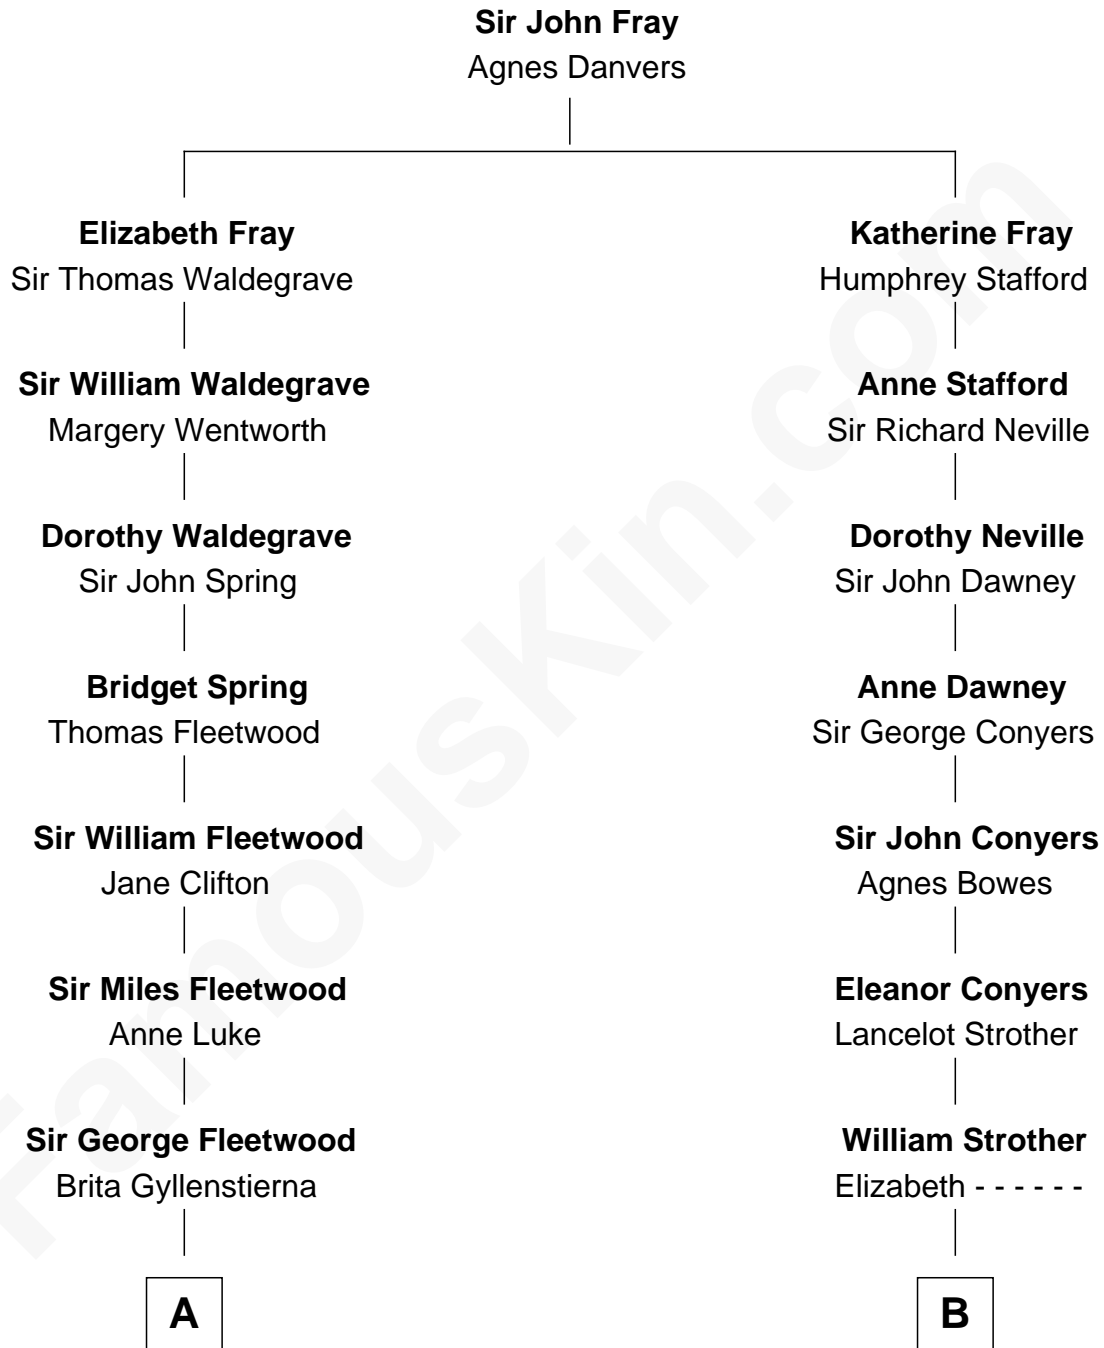 Sir John Fray
Agnes Danvers
Elizabeth Fray
Sir Thomas Waldegrave
Katherine Fray
Humphrey Stafford
Sir William Waldegrave
Margery Wentworth
Anne Stafford
Sir Richard Neville
Dorothy Waldegrave
Sir John Spring
Dorothy Neville
Sir John Dawney
Bridget Spring
Thomas Fleetwood
Anne Dawney
Sir George Conyers
Sir William Fleetwood
Jane Clifton
Sir John Conyers
Agnes Bowes
Sir Miles Fleetwood
Anne Luke
Eleanor Conyers
Lancelot Strother
Sir George Fleetwood
Brita Gyllenstierna
William Strother
Elizabeth - - - - - -
A
B
FamousKin.com